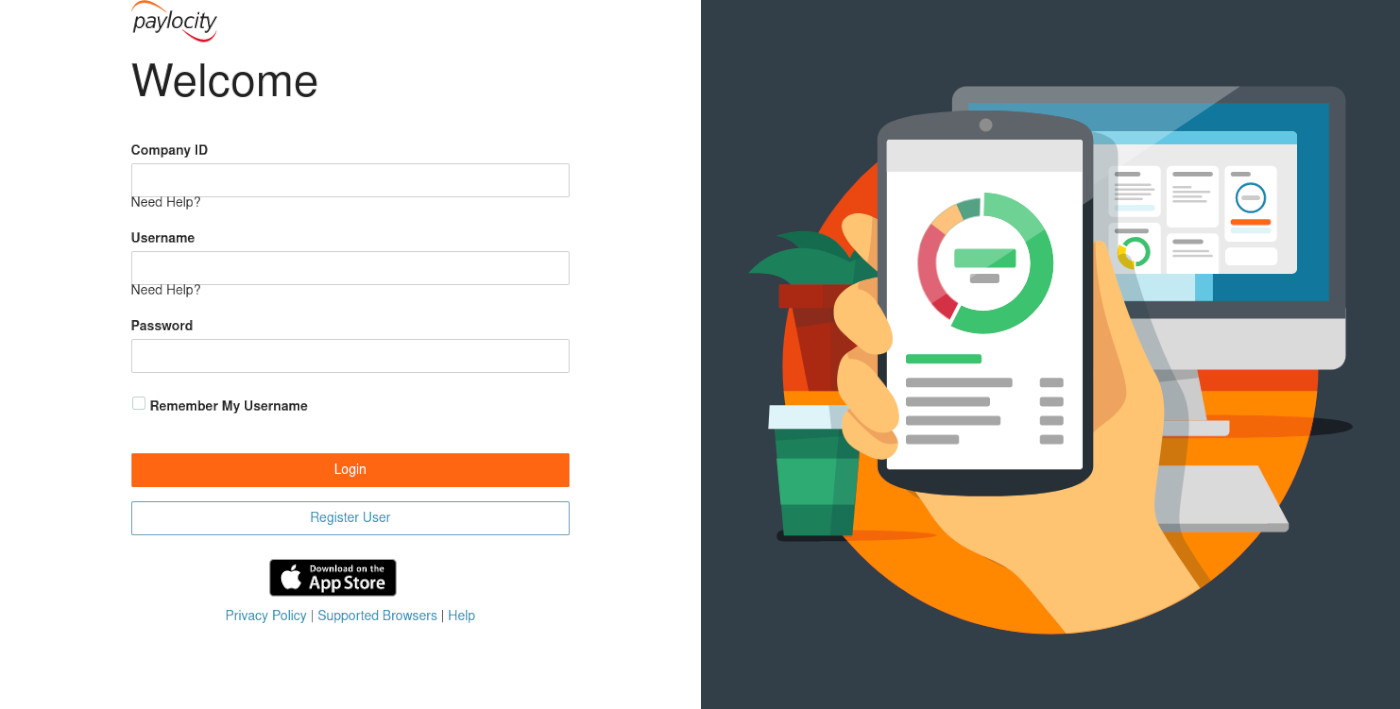 paylocity
Welcome
Company ID
Need Help?
Username
Need Help?
Password
Remember My Username
Login
Register User
Download on the
App Store
Privacy Policy | Supported Browsers | Help